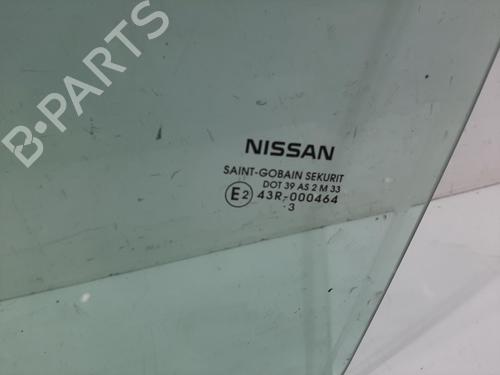 B-PARTS
NISSAN
SAINT-GOBAIN SEKURIT
DOT 39 AS 2 M 33
E2 43R-000464
3